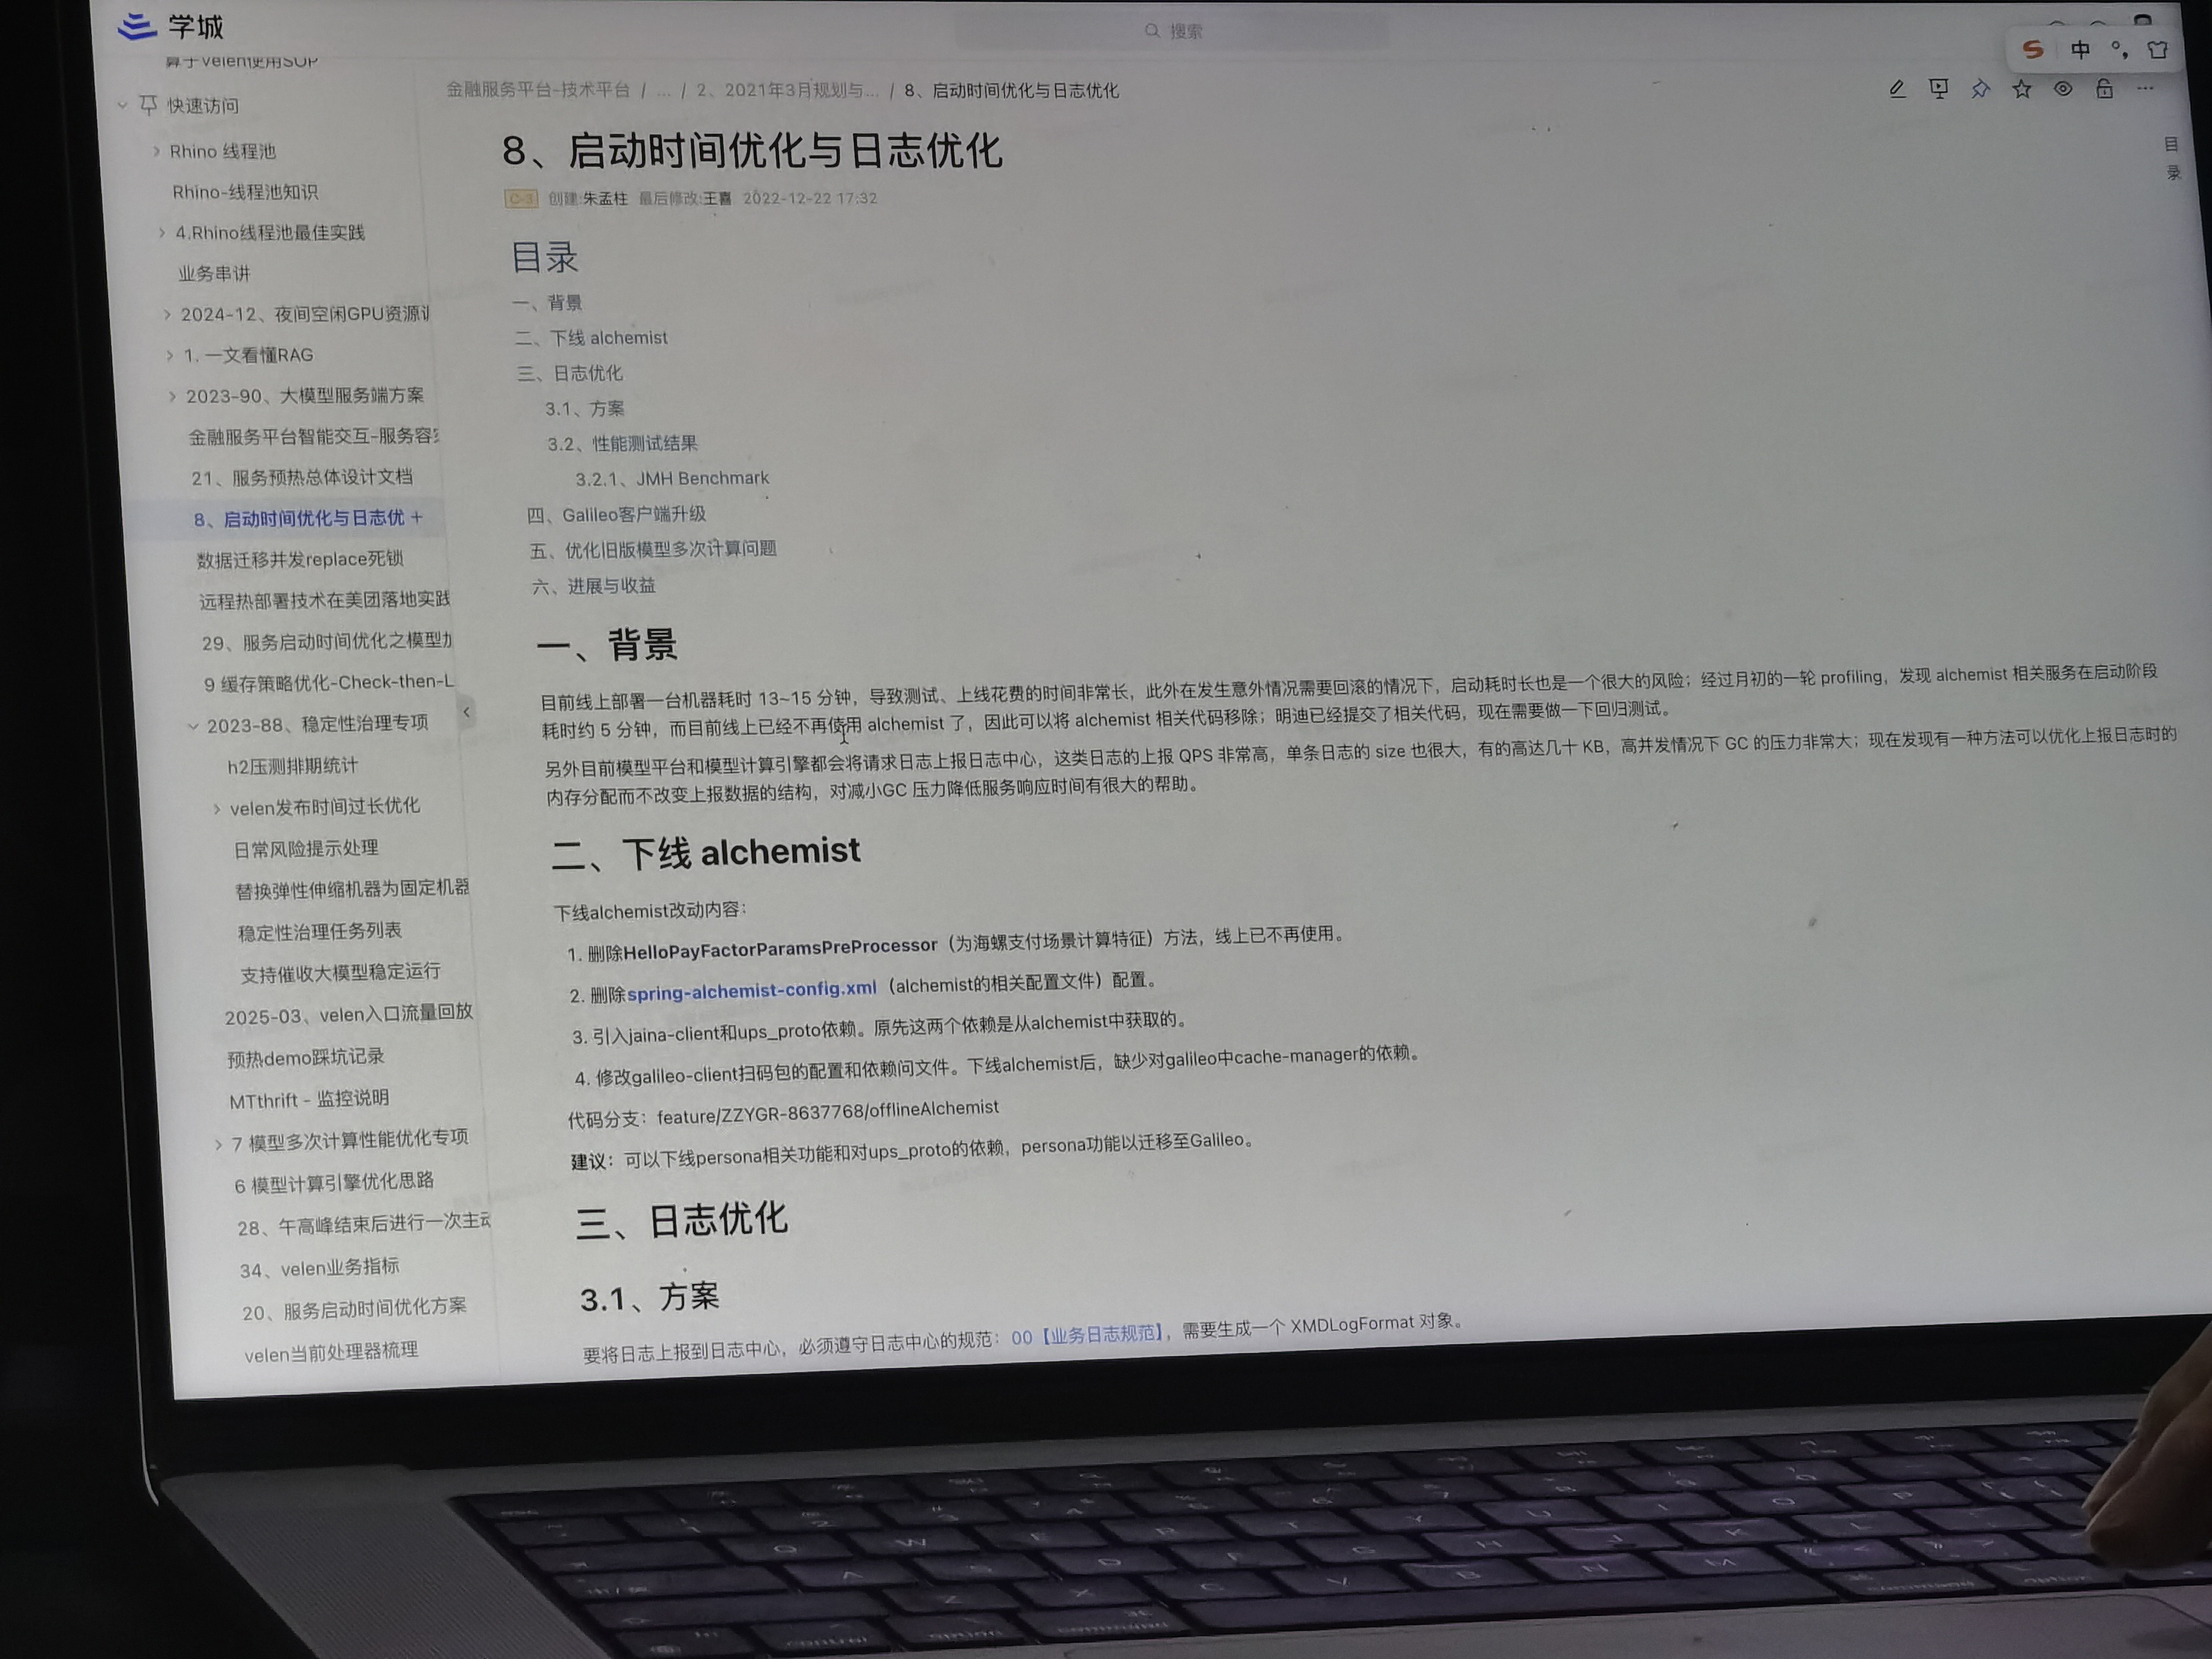 学城
搜索
中
算子velen使用SOP
快速访问
Rhino 线程池
Rhino-线程池知识
4.Rhino线程池最佳实践
业务串讲
2024-12、夜间空闲GPU资源
1. 一文看懂RAG
2023-90、大模型服务端方案
金融服务平台智能交互-服务容
21、服务预热总体设计文档
8、启动时间优化与日志优 +
数据迁移并发replace死锁
远程热部署技术在美团落地实践
29、服务启动时间优化之模型加
9 缓存策略优化-Check-then-L
2023-88、稳定性治理专项
h2压测排期统计
velen发布时间过长优化
日常风险提示处理
替换弹性伸缩机器为固定机器
稳定性治理任务列表
支持催收大模型稳定运行
2025-03、velen入口流量回放
预热demo踩坑记录
MTthrift - 监控说明
7 模型多次计算性能优化专项
6 模型计算引擎优化思路
28、午高峰结束后进行一次主动
34、velen业务指标
20、服务启动时间优化方案
velen当前处理器梳理
金融服务平台-技术平台 / ... / 2、2021年3月规划与... / 8、启动时间优化与日志优化
目录
8、启动时间优化与日志优化
C-3 创建:朱孟柱 最后修改:王喜 2022-12-22 17:32
目录
一、背景
二、下线 alchemist
三、日志优化
3.1、方案
3.2、性能测试结果
3.2.1、JMH Benchmark
四、Galileo客户端升级
五、优化旧版模型多次计算问题
六、进展与收益
一、背景
目前线上部署一台机器耗时 13~15 分钟，导致测试、上线花费的时间非常长，此外在发生意外情况需要回滚的情况下，启动耗时长也是一个很大的风险；经过月初的一轮 profiling，发现 alchemist 相关服务在启动阶段
耗时约 5 分钟，而目前线上已经不再使用 alchemist 了，因此可以将 alchemist 相关代码移除；明迪已经提交了相关代码，现在需要做一下回归测试。
另外目前模型平台和模型计算引擎都会将请求日志上报日志中心，这类日志的上报 QPS 非常高，单条日志的 size 也很大，有的高达几十 KB，高并发情况下 GC 的压力非常大；现在发现有一种方法可以优化上报日志时的
内存分配而不改变上报数据的结构，对减小GC 压力降低服务响应时间有很大的帮助。
二、下线 alchemist
下线alchemist改动内容：
1. 删除HelloPayFactorParamsPreProcessor（为海螺支付场景计算特征）方法，线上已不再使用。
2. 删除spring-alchemist-config.xml（alchemist的相关配置文件）配置。
3. 引入jaina-client和ups_proto依赖。原先这两个依赖是从alchemist中获取的。
4. 修改galileo-client扫码包的配置和依赖问文件。下线alchemist后，缺少对galileo中cache-manager的依赖。
代码分支：feature/ZZYGR-8637768/offlineAlchemist
建议：可以下线persona相关功能和对ups_proto的依赖，persona功能以迁移至Galileo。
三、日志优化
3.1、方案
要将日志上报到日志中心，必须遵守日志中心的规范：00【业务日志规范】，需要生成一个 XMDLogFormat 对象。